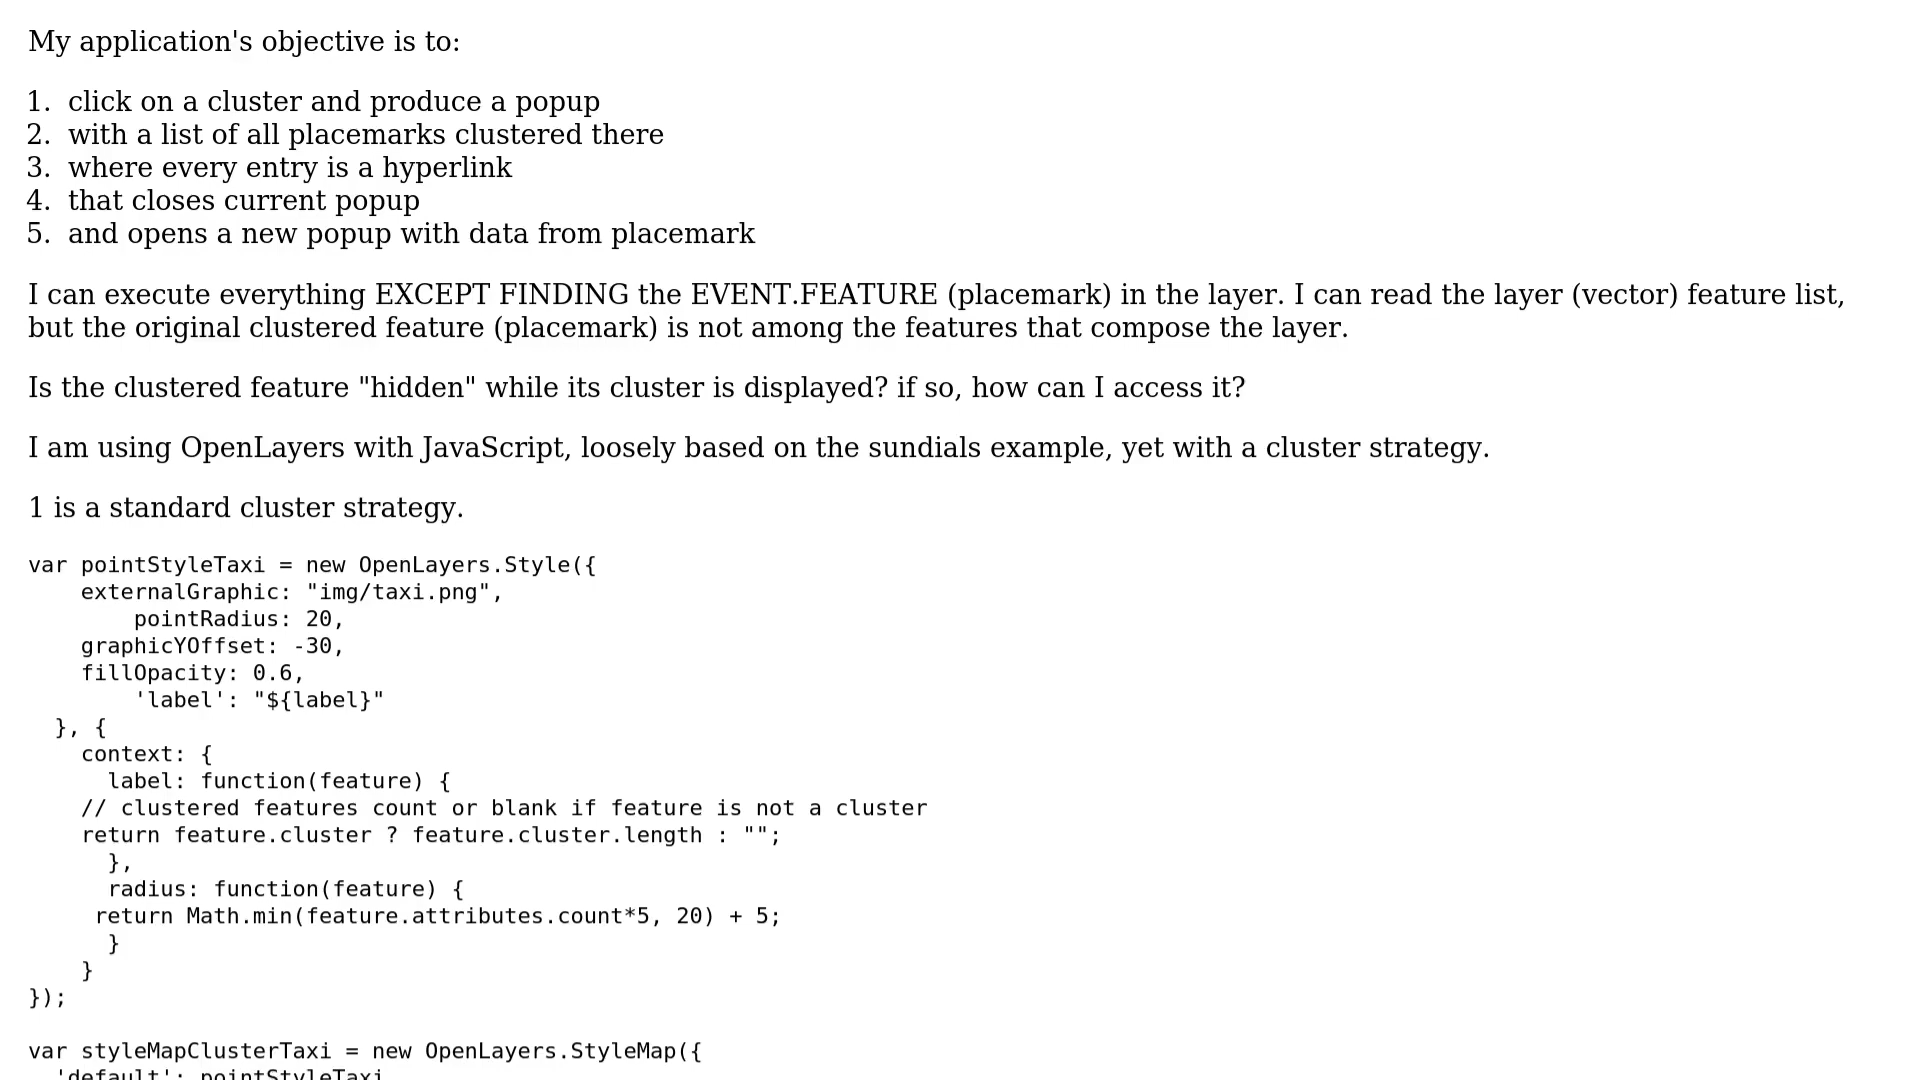 My application's objective is to:
1. click on a cluster and produce a popup
2. with a list of all placemarks clustered there
3. where every entry is a hyperlink
4. that closes current popup
5. and opens a new popup with data from placemark
I can execute everything EXCEPT FINDING the EVENT.FEATURE (placemark) in the layer. I can read the layer (vector) feature list,
but the original clustered feature (placemark) is not among the features that compose the layer.
Is the clustered feature "hidden" while its cluster is displayed? if so, how can I access it?
I am using OpenLayers with JavaScript, loosely based on the sundials example, yet with a cluster strategy.
1 is a standard cluster strategy.
var pointStyleTaxi = new OpenLayers.Style({
    externalGraphic: "img/taxi.png",
        pointRadius: 20,
    graphicYOffset: -30,
    fillOpacity: 0.6,
        'label': "${label}"
  }, {
    context: {
      label: function(feature) {
    // clustered features count or blank if feature is not a cluster
    return feature.cluster ? feature.cluster.length : "";
      },
      radius: function(feature) {
     return Math.min(feature.attributes.count*5, 20) + 5;
      }
    }
});
var styleMapClusterTaxi = new OpenLayers.StyleMap({
  'default': pointStyleTaxi